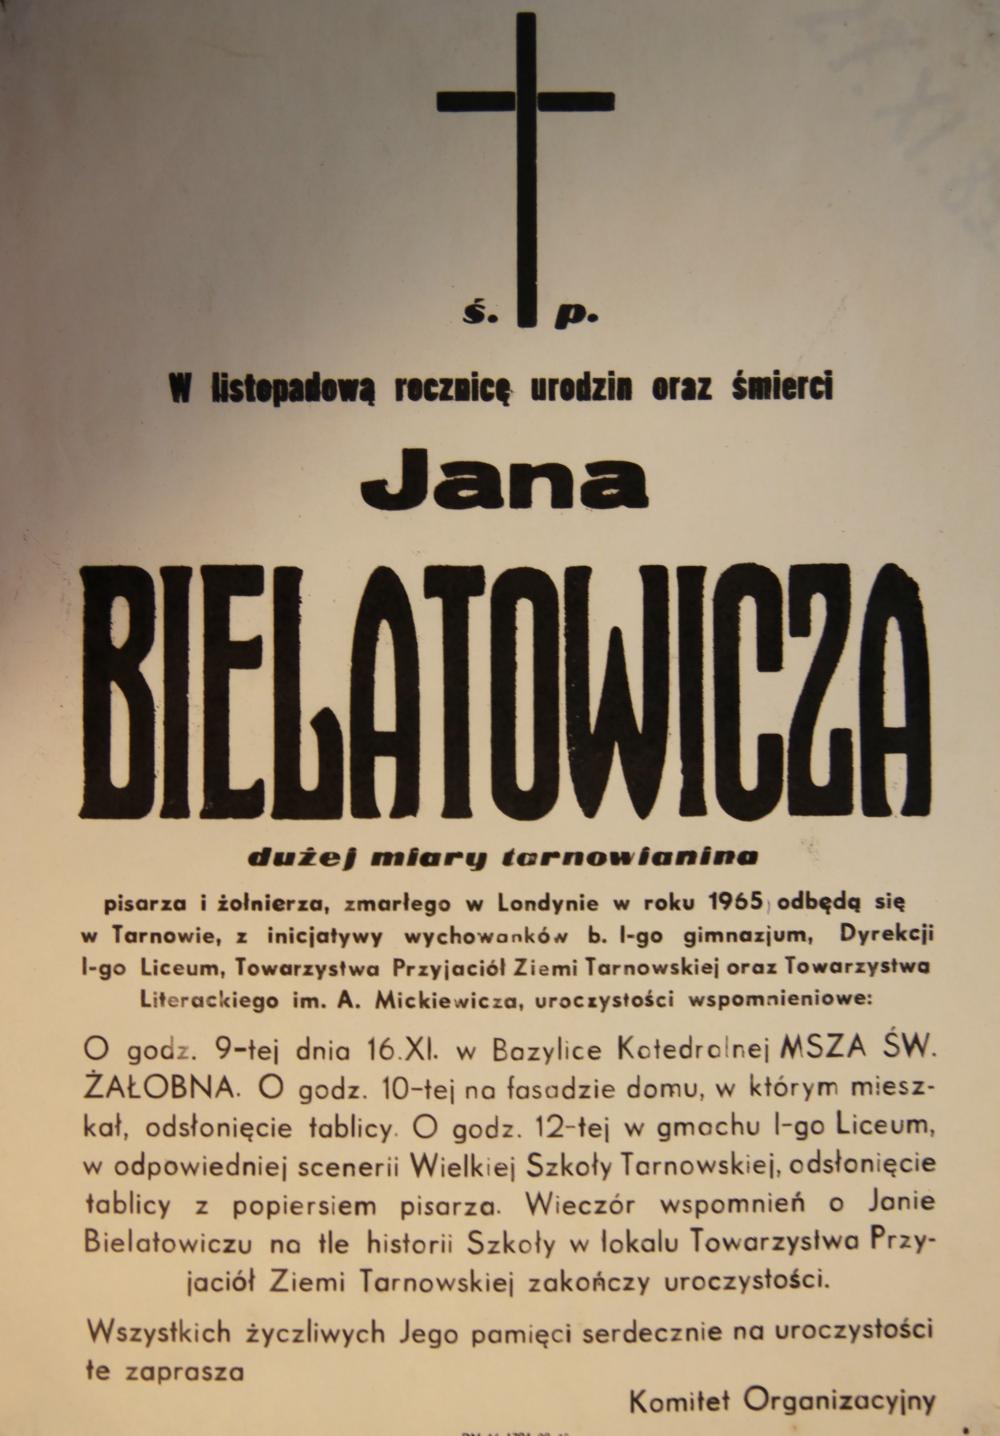 ś. p.
W listopadową rocznicę urodzin oraz śmierci
Jana
BIELATOWICZA
dużej miary tarnowianina
pisarza i żołnierza, zmarłego w Londynie w roku 1965, odbędą się
w Tarnowie, z inicjatywy wychowanków b. I-go gimnazjum, Dyrekcji
I-go Liceum, Towarzystwa Przyjaciół Ziemi Tarnowskiej oraz Towarzystwa
Literackiego im. A. Mickiewicza, uroczystości wspomnieniowe:
O godz. 9-tej dnia 16.XI. w Bazylice Katedralnej MSZA ŚW.
ŻAŁOBNA. O godz. 10-tej na fasadzie domu, w którym miesz-
kał, odsłonięcie tablicy. O godz. 12-tej w gmachu I-go Liceum,
w odpowiedniej scenerii Wielkiej Szkoły Tarnowskiej, odsłonięcie
tablicy z popiersiem pisarza. Wieczór wspomnień o Janie
Bielatowiczu na tle historii Szkoły w lokalu Towarzystwa Przy-
jaciół Ziemi Tarnowskiej zakończy uroczystości.
Wszystkich życzliwych Jego pamięci serdecznie na uroczystości
te zaprasza
Komitet Organizacyjny